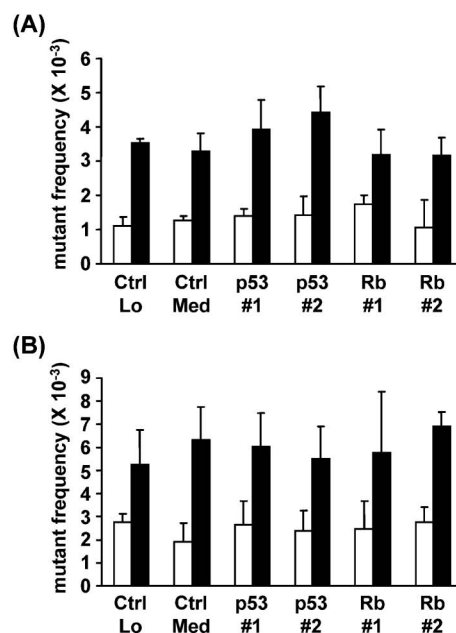 (A)
mutant frequency (X 10⁻³)
6
5
4
3
2
1
0
Ctrl Ctrl p53 p53 Rb Rb
Lo Med #1 #2 #1 #2
(B)
mutant frequency (X 10⁻³)
9
8
7
6
5
4
3
2
1
0
Ctrl Ctrl p53 p53 Rb Rb
Lo Med #1 #2 #1 #2